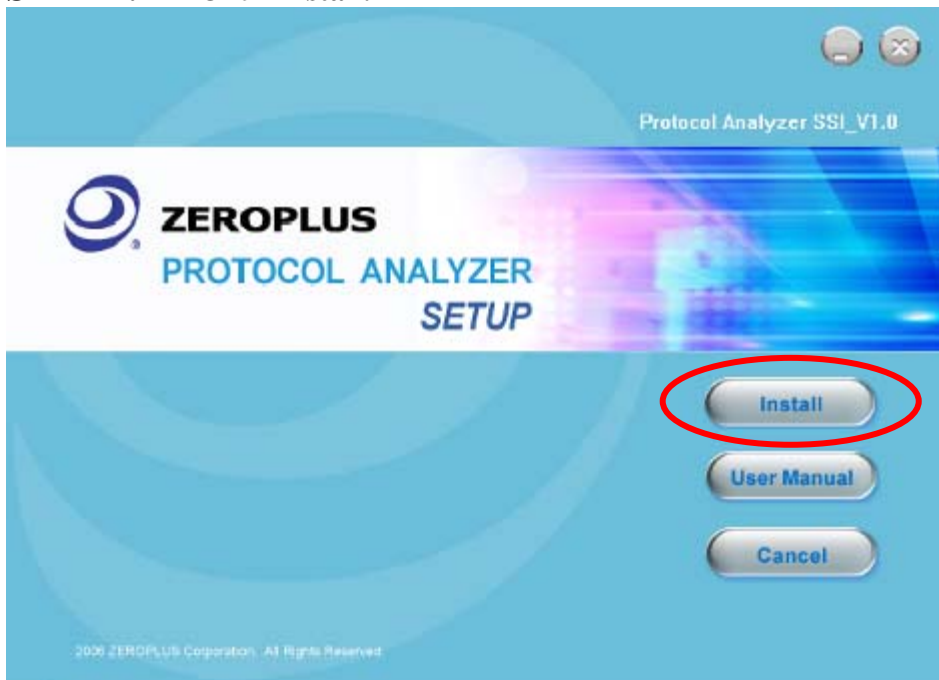 Protocol Analyzer SSI_V1.0
ZEROPLUS
PROTOCOL ANALYZER
SETUP
Install
User Manual
Cancel
2006 ZEROPLUS Corporation. All Rights Reserved